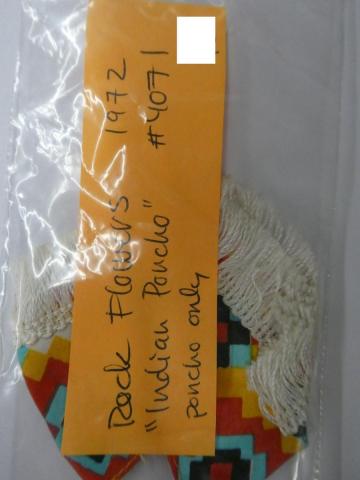 Rock Flowers 1972
"Indian Poncho" #4071
poncho only